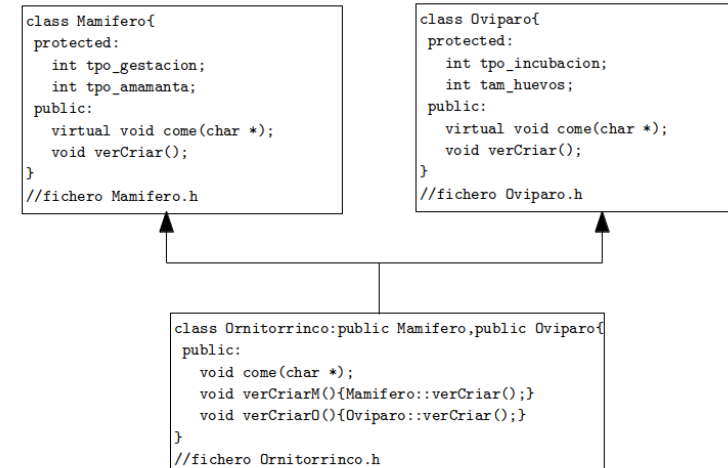 class Mamifero{
protected:
int tpo_gestacion;
int tpo_amamanta;
public:
virtual void come(char *);
void verCriar();
}
//fichero Mamifero.h
class Oviparo{
protected:
int tpo_incubacion;
int tam_huevos;
public:
virtual void come(char *);
void verCriar();
}
//fichero Oviparo.h
class Ornitorrinco:public Mamifero,public Oviparo{
public:
void come(char *);
void verCriarM(){Mamifero::verCriar();}
void verCriarO(){Oviparo::verCriar();}
}
//fichero Ornitorrinco.h